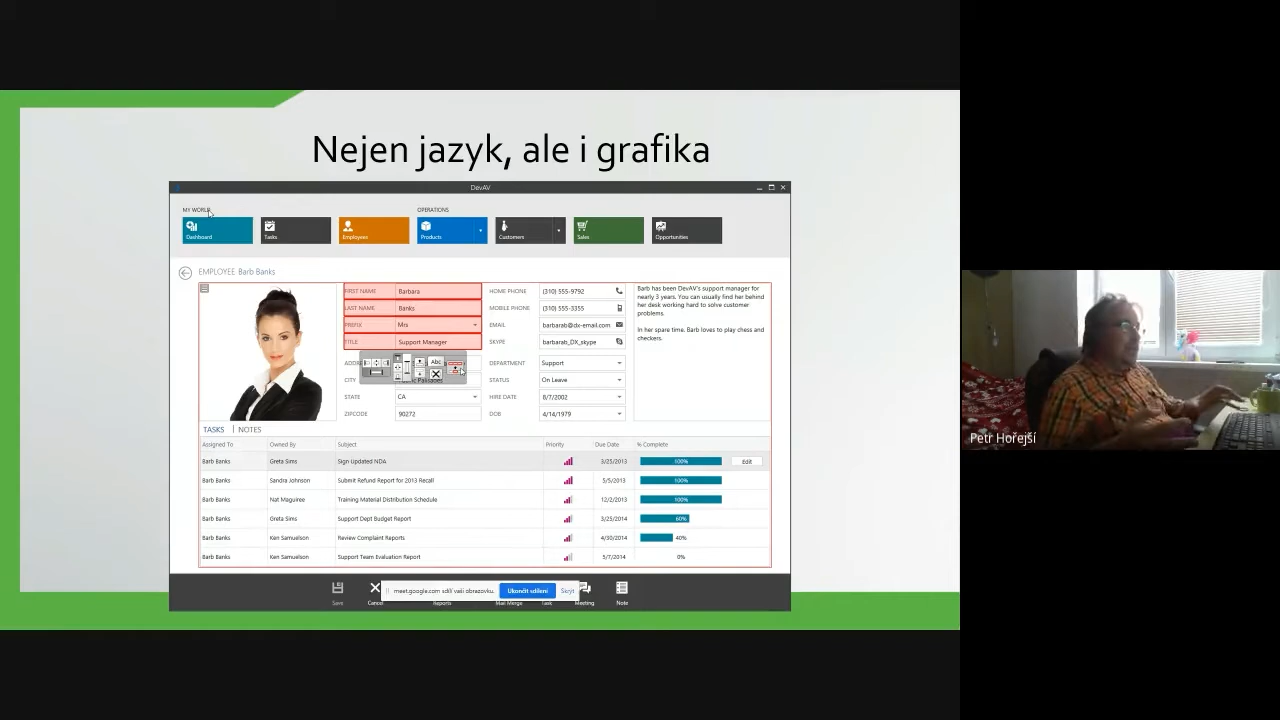 Nejen jazyk, ale i grafika
DevAV
MY WORLD
OPERATIONS
Dashboard
Tasks
Employees
Products
Customers
Sales
Opportunities
EMPLOYEE Barb Banks
FIRST NAME Barbara
LAST NAME Banks
PREFIX Mrs
TITLE Support Manager
Abc
CITY
STATE CA
ZIPCODE 90272
HOME PHONE (310) 555-9792
MOBILE PHONE (310) 555-3355
EMAIL barbarab@dx-email.com
SKYPE barbarab_DX_skype
DEPARTMENT Support
STATUS On Leave
HIRE DATE 8/7/2002
DOB 4/14/1979
Barb has been DevAV's support manager for
nearly 3 years. You can usually find her behind
her desk working hard to solve customer
problems.
In her spare time. Barb loves to play chess and
checkers.
TASKS | NOTES
Assigned To Owned By Subject Priority Due Date % Complete
Barb Banks Greta Sims Sign Updated NDA 3/25/2013 100% Edit
Barb Banks Sandra Johnson Submit Refund Report for 2013 Recall 5/5/2013 100%
Barb Banks Nat Maguiree Training Material Distribution Schedule 12/2/2013 100%
Barb Banks Greta Sims Support Dept Budget Report 3/25/2014 60%
Barb Banks Ken Samuelson Review Complaint Reports 4/30/2014 40%
Barb Banks Ken Samuelson Support Team Evaluation Report 5/7/2014 0%
meet.google.com sdílí vaši obrazovku. Ukončit sdílení Skrýt
Save Cancel Reports Mail Merge Task Meeting Note
Petr Hořejší